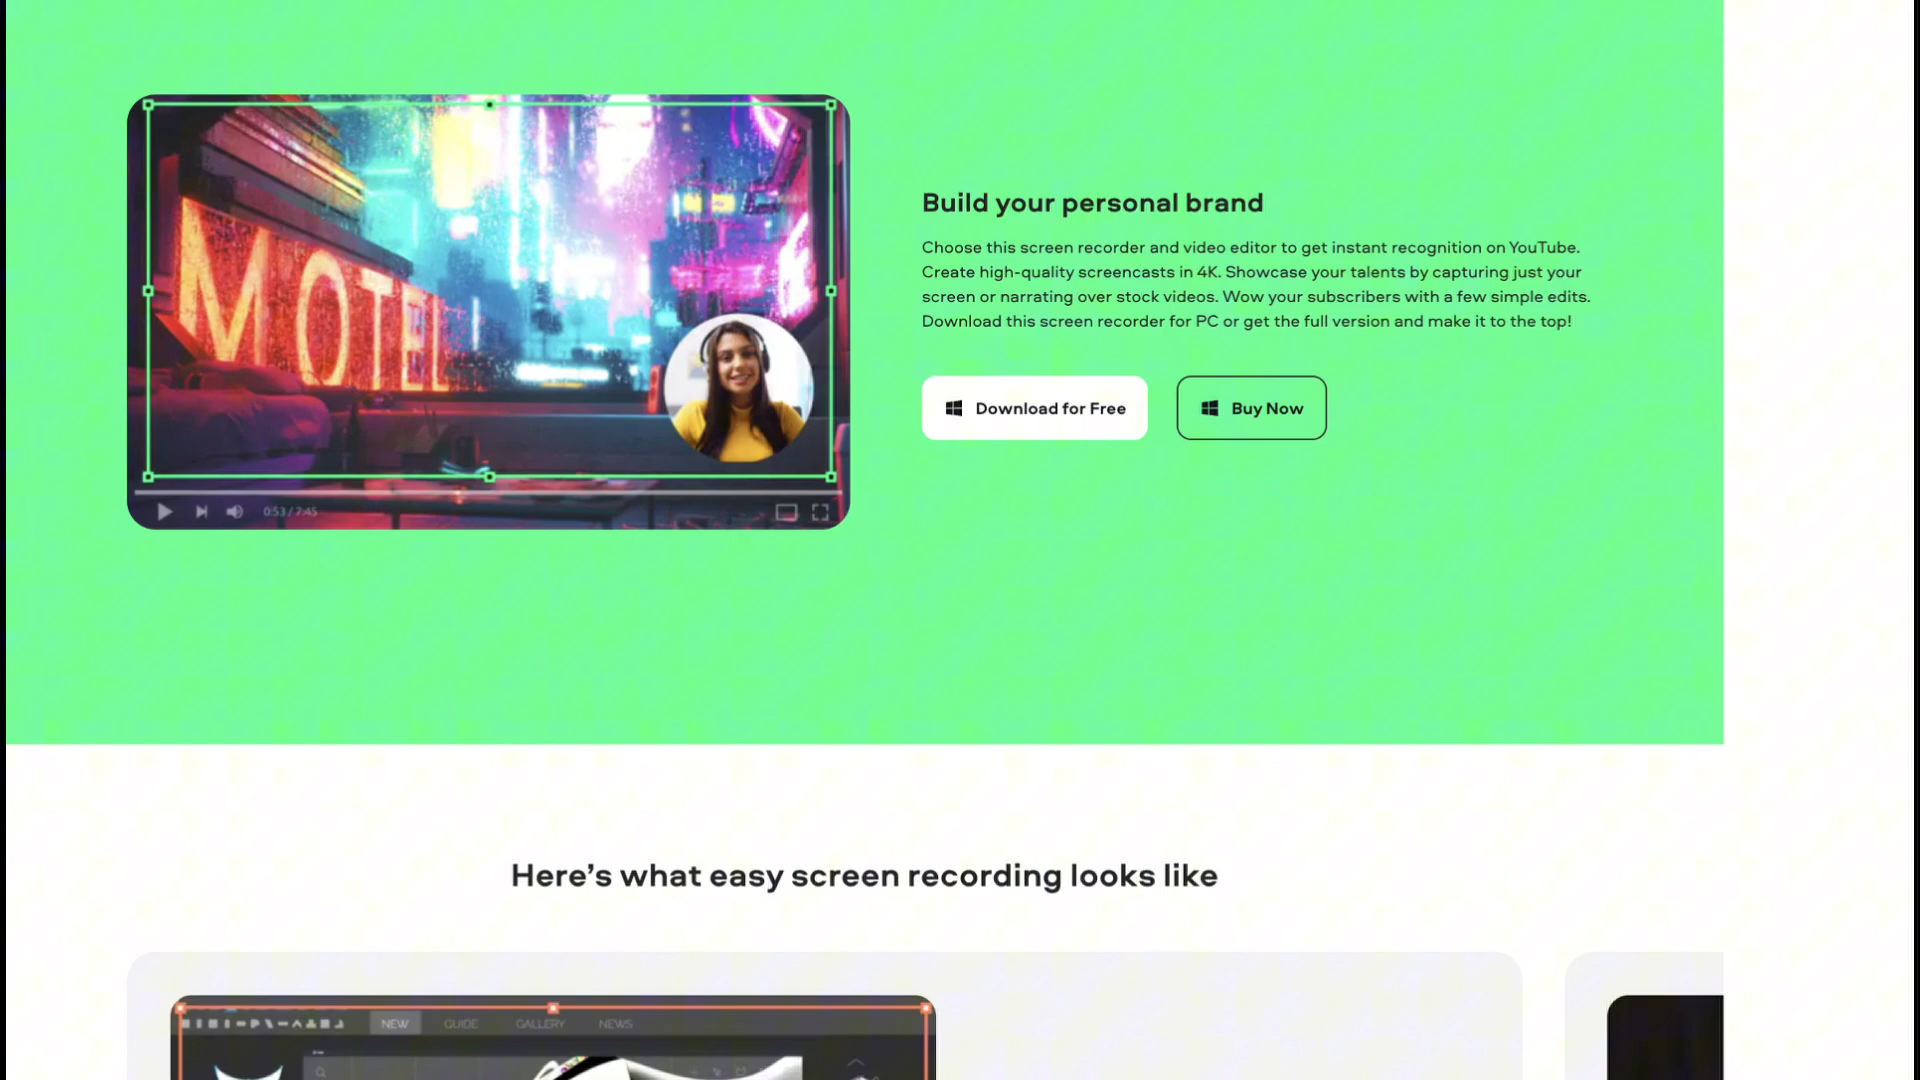 MOTEL
0:53 / 7:45
Build your personal brand
Choose this screen recorder and video editor to get instant recognition on YouTube.
Create high-quality screencasts in 4K. Showcase your talents by capturing just your
screen or narrating over stock videos. Wow your subscribers with a few simple edits.
Download this screen recorder for PC or get the full version and make it to the top!
Download for Free
Buy Now
Here’s what easy screen recording looks like
NEW GUIDE GALLERY NEWS